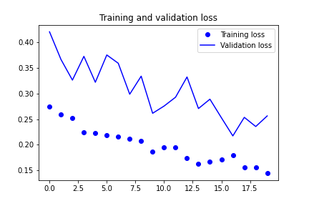 Training and validation loss
Training loss
Validation loss
0.40
0.35
0.30
0.25
0.20
0.15
0.0 2.5 5.0 7.5 10.0 12.5 15.0 17.5